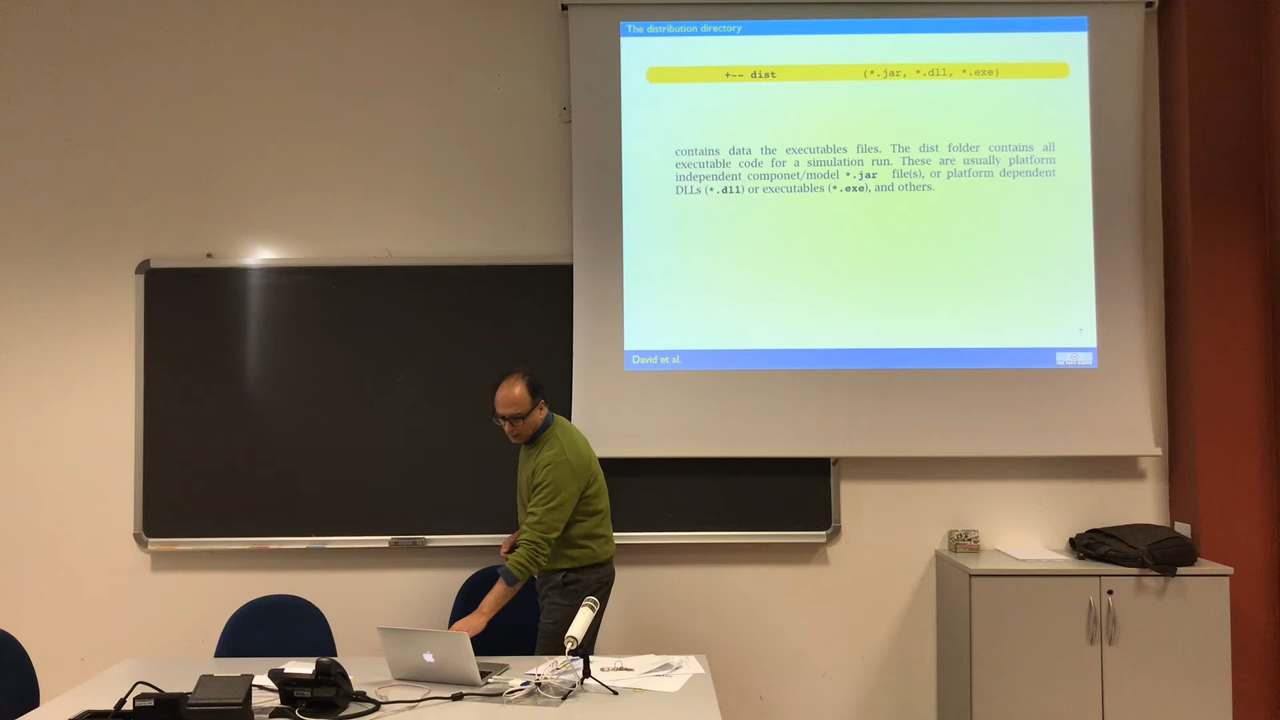 The distribution directory
+-- dist (*.jar, *.dll, *.exe)
contains data the executables files. The dist folder contains all
executable code for a simulation run. These are usually platform
independent componet/model *.jar file(s), or platform dependent
DLLs (*.dll) or executables (*.exe), and others.
7
David et al.